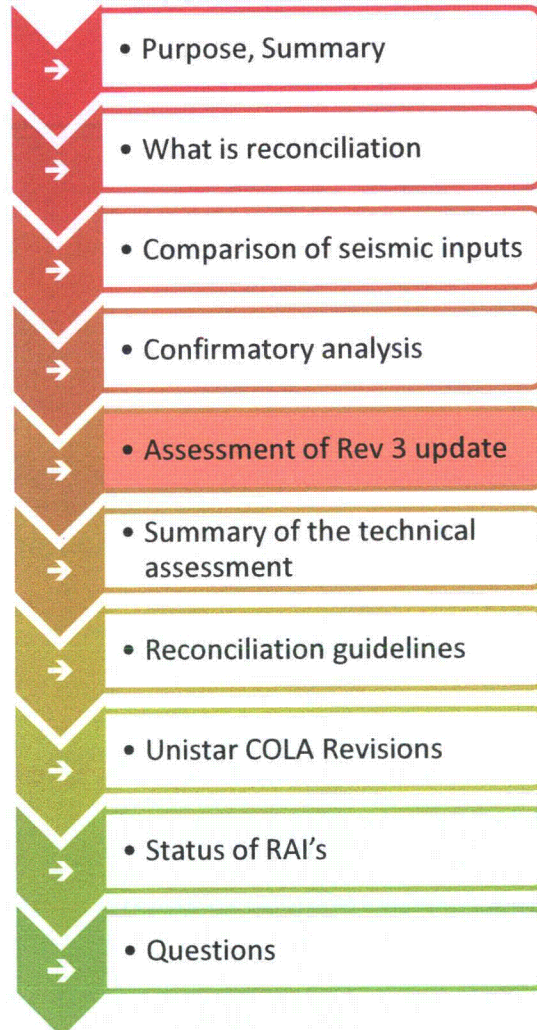 • Purpose, Summary
• What is reconciliation
• Comparison of seismic inputs
• Confirmatory analysis
• Assessment of Rev 3 update
• Summary of the technical
assessment
• Reconciliation guidelines
• Unistar COLA Revisions
• Status of RAI's
• Questions